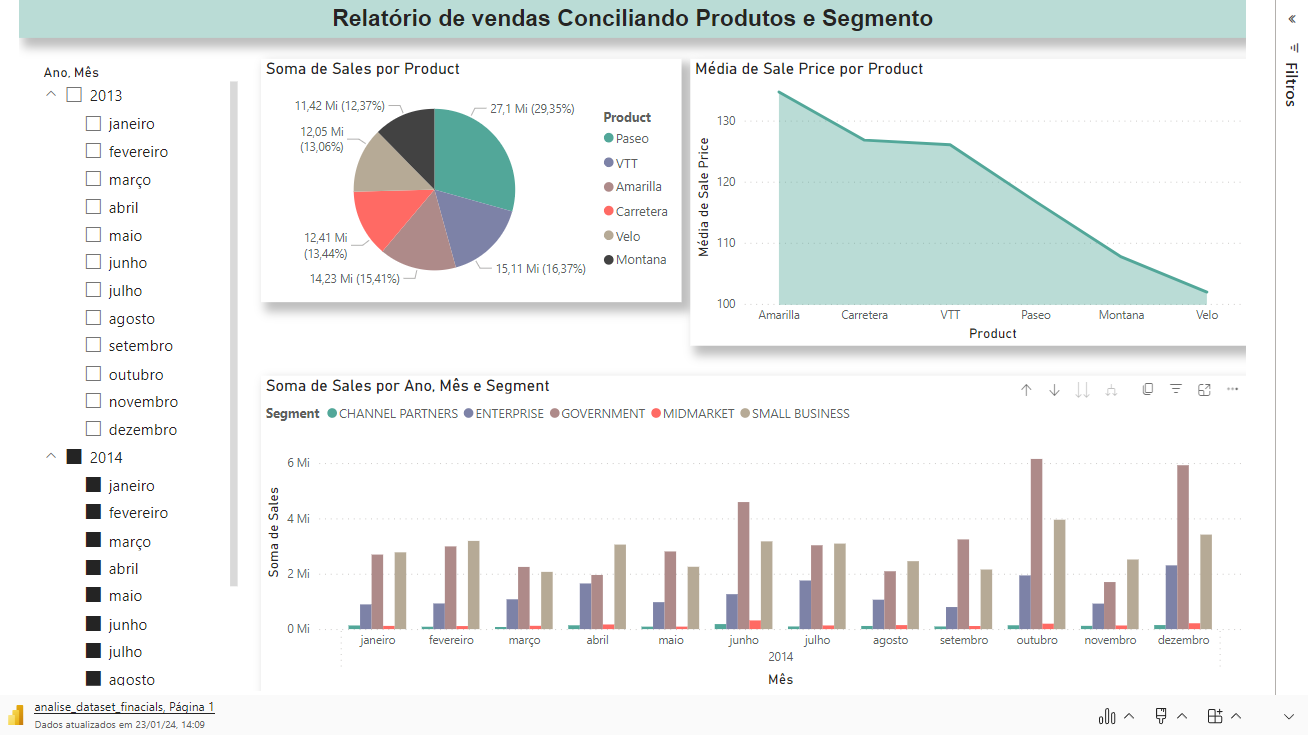 Relatório de vendas Conciliando Produtos e Segmento
Filtros
Ano, Mês
2013
janeiro
fevereiro
março
abril
maio
junho
julho
agosto
setembro
outubro
novembro
dezembro
2014
janeiro
fevereiro
março
abril
maio
junho
julho
agosto
Soma de Sales por Product
11,42 Mi (12,37%)
27,1 Mi (29,35%)
12,05 Mi
(13,06%)
12,41 Mi
(13,44%)
14,23 Mi (15,41%)
15,11 Mi (16,37%)
Product
Paseo
VTT
Amarilla
Carretera
Velo
Montana
Média de Sale Price por Product
Média de Sale Price
130
120
110
100
Amarilla Carretera VTT Paseo Montana Velo
Product
Soma de Sales por Ano, Mês e Segment
Segment CHANNEL PARTNERS ENTERPRISE GOVERNMENT MIDMARKET SMALL BUSINESS
Soma de Sales
6 Mi
4 Mi
2 Mi
0 Mi
janeiro fevereiro março abril maio junho julho agosto setembro outubro novembro dezembro
2014
Mês
analise_dataset_finacials, Página 1
Dados atualizados em 23/01/24, 14:09